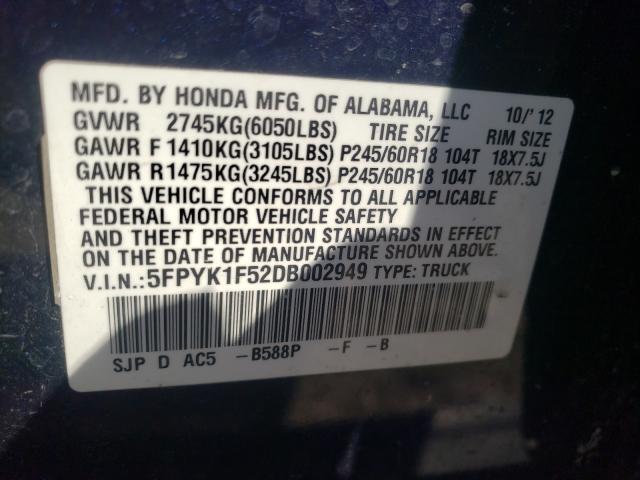 MFD. BY HONDA MFG. OF ALABAMA, LLC 10/'12
GVWR 2745KG(6050LBS) TIRE SIZE RIM SIZE
GAWR F 1410KG(3105LBS) P245/60R18 104T 18X7.5J
GAWR R1475KG(3245LBS) P245/60R18 104T 18X7.5J
THIS VEHICLE CONFORMS TO ALL APPLICABLE
FEDERAL MOTOR VEHICLE SAFETY
AND THEFT PREVENTION STANDARDS IN EFFECT
ON THE DATE OF MANUFACTURE SHOWN ABOVE.
V.I.N.:5FPYK1F52DB002949 TYPE: TRUCK
SJP D AC5 -B588P -F -B